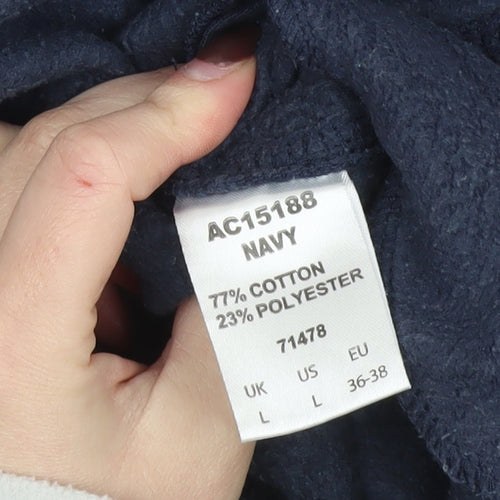 AC15188
NAVY
77% COTTON
23% POLYESTER
71478
UK US EU
L L 36-38